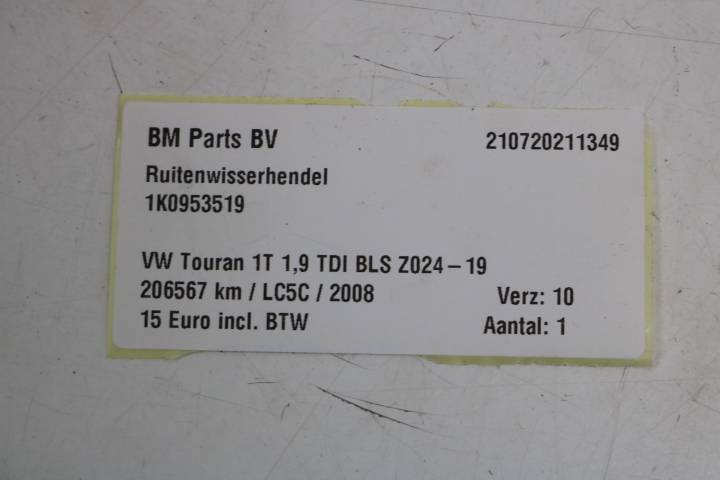 BM Parts BV 210720211349
Ruitenwisserhendel
1K0953519
VW Touran 1T 1,9 TDI BLS Z024-19
206567 km / LC5C / 2008 Verz: 10
15 Euro incl. BTW Aantal: 1